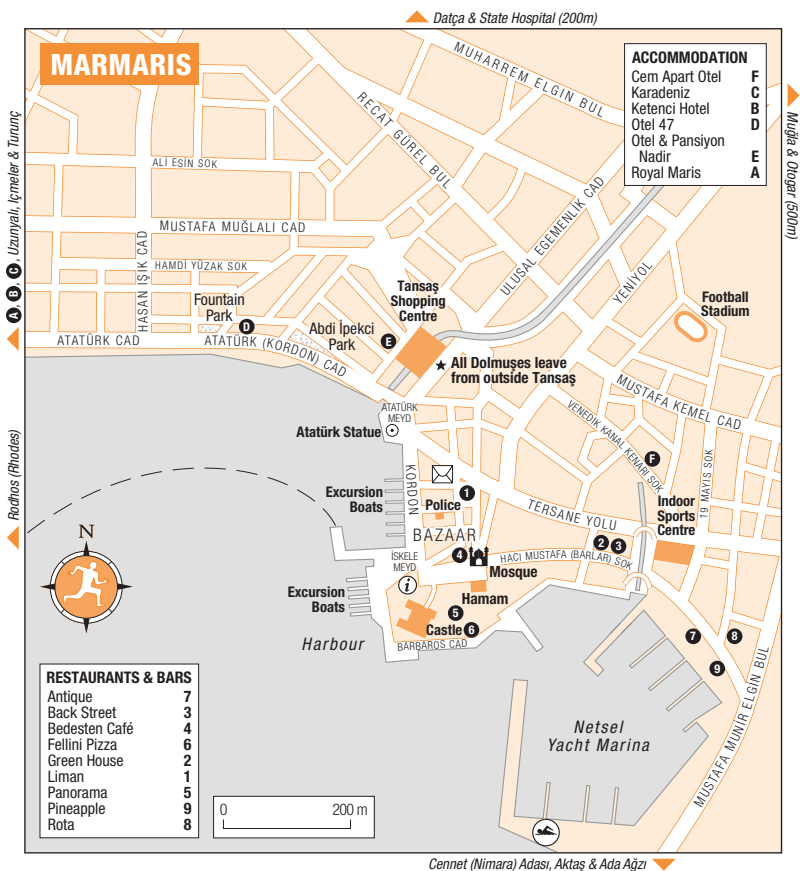 Datça & State Hospital (200m)
MARMARIS
MUHARREM ELGIN BUL
ACCOMMODATION
Cem Apart Otel F
Karadeniz C
Ketenci Hotel B
Otel 47 D
Otel & Pansiyon
Nadir E
Royal Maris A
RECAT GÜREL BUL
Muğla & Otogar (500m)
A, B, C, Uzunyalı, Içmeler & Turunç
ALI ESİN SOK
MUSTAFA MUĞLALI CAD
ULUSAL EGEMENLIK CAD
HASAN IŞIK CAD
HAMDİ YÜZAK SOK
YENİYOL
Tansaş
Shopping
Centre
Football
Stadium
Fountain
Park
D
Abdi İpekci
Park
E
ATATÜRK CAD
ATATÜRK (KORDON) CAD
★ All Dolmuşes leave
from outside Tansaş
MUSTAFA KEMEL CAD
ATATÜRK
MEYD
VENEDIK KANAL KENARI SOK
Atatürk Statue
F
19 MAYIS SOK
Rodhos (Rhodes)
KORDON
Excursion
Boats
1
Police
TERSANE YOLU
Indoor
Sports
Centre
N
BAZAAR
2
3
4
HACI MUSTAFA (BARLAR) SOK
İSKELE
MEYD
Mosque
i
Hamam
Excursion
Boats
5
Castle
6
7
8
Harbour
BARBAROS CAD
9
MUSTAFA MUNIR ELGIN BUL
RESTAURANTS & BARS
Antique 7
Back Street 3
Bedesten Café 4
Fellini Pizza 6
Green House 2
Liman 1
Panorama 5
Pineapple 9
Rota 8
Netsel
Yacht Marina
0 200 m
Cennet (Nimara) Adası, Aktaş & Ada Ağzı